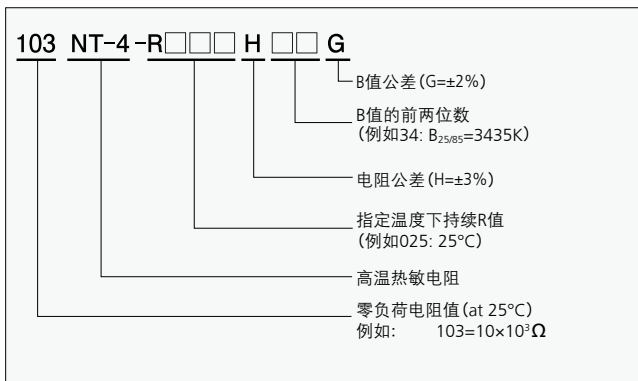 103 NT-4-R□□□ H □□ G
B值公差(G=±2%)
B值的前两位数
(例如34: B25/85=3435K)
电阻公差(H=±3%)
指定温度下持续R值
(例如025: 25°C)
高温热敏电阻
零负荷电阻值(at 25°C)
例如: 103=10×10³Ω